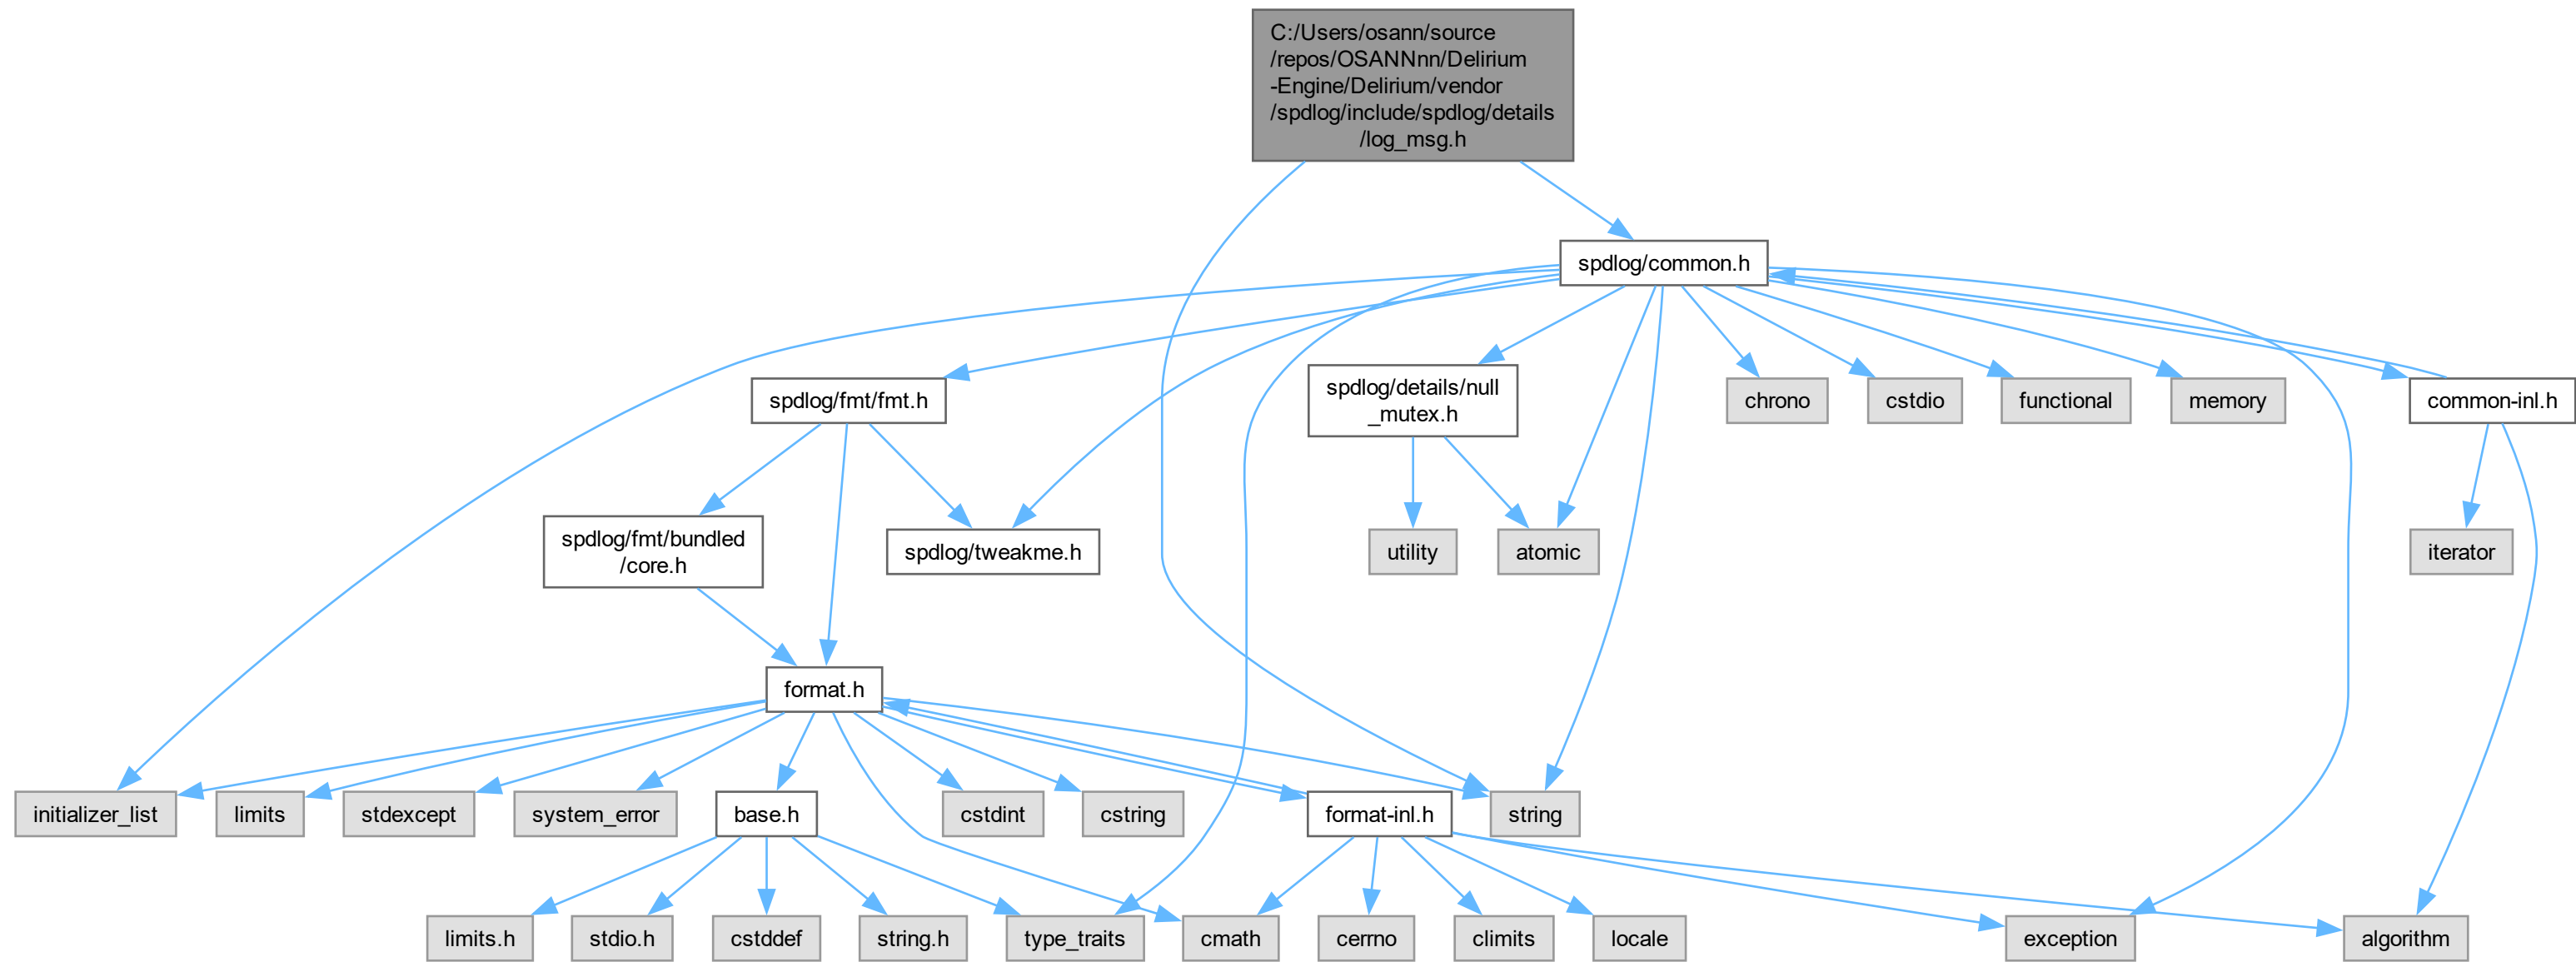 C:/Users/osann/source
/repos/OSANNnn/Delirium
-Engine/Delirium/vendor
/spdlog/include/spdlog/details
/log_msg.h
spdlog/common.h
spdlog/fmt/fmt.h
spdlog/details/null
_mutex.h
chrono
cstdio
functional
memory
common-inl.h
spdlog/fmt/bundled
/core.h
spdlog/tweakme.h
utility
atomic
iterator
format.h
initializer_list
limits
stdexcept
system_error
base.h
cstdint
cstring
format-inl.h
string
limits.h
stdio.h
cstddef
string.h
type_traits
cmath
cerrno
climits
locale
exception
algorithm